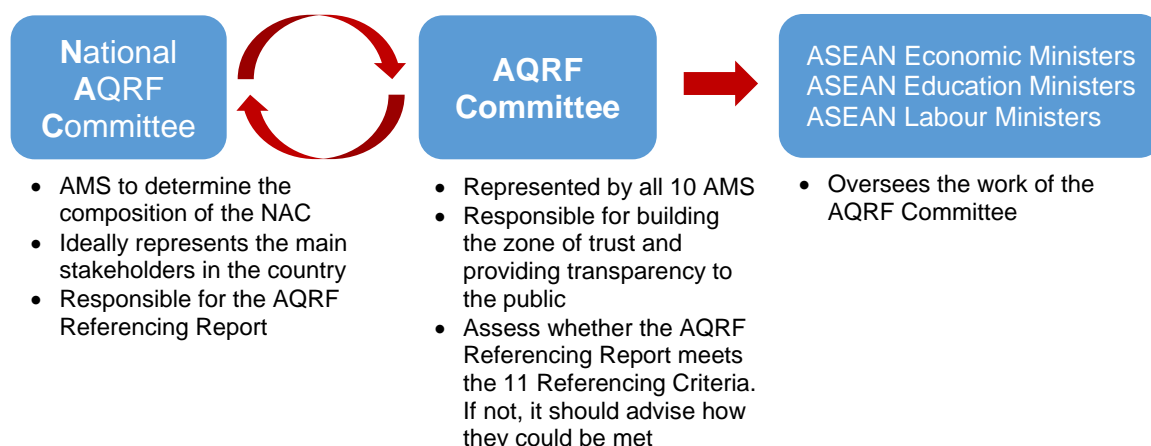 National
AQRF
Committee
AQRF
Committee
ASEAN Economic Ministers
ASEAN Education Ministers
ASEAN Labour Ministers
• AMS to determine the
composition of the NAC
• Ideally represents the main
stakeholders in the country
• Responsible for the AQRF
Referencing Report
• Represented by all 10 AMS
• Responsible for building
the zone of trust and
providing transparency to
the public
• Assess whether the AQRF
Referencing Report meets
the 11 Referencing Criteria.
If not, it should advise how
they could be met
• Oversees the work of the
AQRF Committee